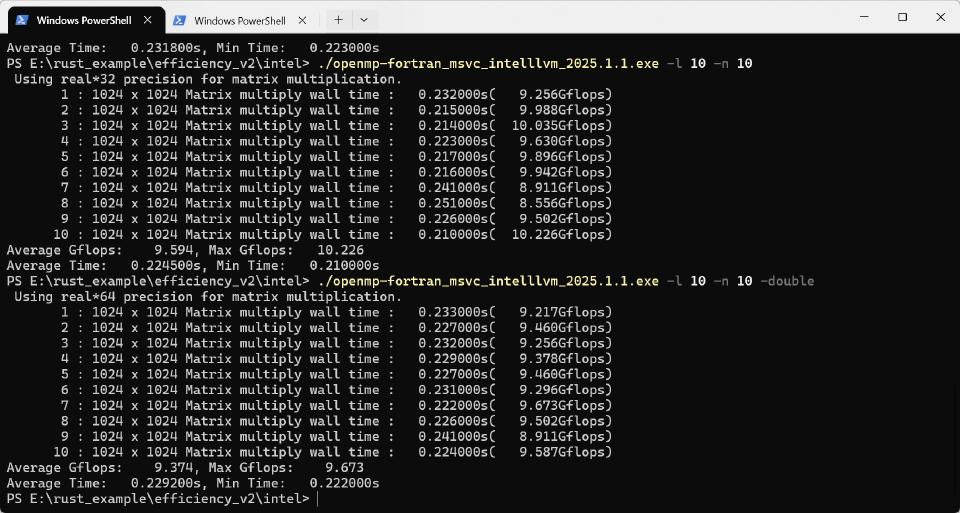 Windows PowerShell
Windows PowerShell
Average Time:   0.231800s, Min Time:   0.223000s
PS E:\rust_example\efficiency_v2\intel> ./openmp-fortran_msvc_intelllvm_2025.1.1.exe -l 10 -n 10
 Using real*32 precision for matrix multiplication.
       1 : 1024 x 1024 Matrix multiply wall time :   0.232000s(   9.256Gflops)
       2 : 1024 x 1024 Matrix multiply wall time :   0.215000s(   9.988Gflops)
       3 : 1024 x 1024 Matrix multiply wall time :   0.214000s(  10.035Gflops)
       4 : 1024 x 1024 Matrix multiply wall time :   0.223000s(   9.630Gflops)
       5 : 1024 x 1024 Matrix multiply wall time :   0.217000s(   9.896Gflops)
       6 : 1024 x 1024 Matrix multiply wall time :   0.216000s(   9.942Gflops)
       7 : 1024 x 1024 Matrix multiply wall time :   0.241000s(   8.911Gflops)
       8 : 1024 x 1024 Matrix multiply wall time :   0.251000s(   8.556Gflops)
       9 : 1024 x 1024 Matrix multiply wall time :   0.226000s(   9.502Gflops)
      10 : 1024 x 1024 Matrix multiply wall time :   0.210000s(  10.226Gflops)
Average Gflops:    9.594, Max Gflops:   10.226
Average Time:   0.224500s, Min Time:   0.210000s
PS E:\rust_example\efficiency_v2\intel> ./openmp-fortran_msvc_intelllvm_2025.1.1.exe -l 10 -n 10 -double
 Using real*64 precision for matrix multiplication.
       1 : 1024 x 1024 Matrix multiply wall time :   0.233000s(   9.217Gflops)
       2 : 1024 x 1024 Matrix multiply wall time :   0.227000s(   9.460Gflops)
       3 : 1024 x 1024 Matrix multiply wall time :   0.232000s(   9.256Gflops)
       4 : 1024 x 1024 Matrix multiply wall time :   0.229000s(   9.378Gflops)
       5 : 1024 x 1024 Matrix multiply wall time :   0.227000s(   9.460Gflops)
       6 : 1024 x 1024 Matrix multiply wall time :   0.231000s(   9.296Gflops)
       7 : 1024 x 1024 Matrix multiply wall time :   0.222000s(   9.673Gflops)
       8 : 1024 x 1024 Matrix multiply wall time :   0.226000s(   9.502Gflops)
       9 : 1024 x 1024 Matrix multiply wall time :   0.241000s(   8.911Gflops)
      10 : 1024 x 1024 Matrix multiply wall time :   0.224000s(   9.587Gflops)
Average Gflops:    9.374, Max Gflops:    9.673
Average Time:   0.229200s, Min Time:   0.222000s
PS E:\rust_example\efficiency_v2\intel>